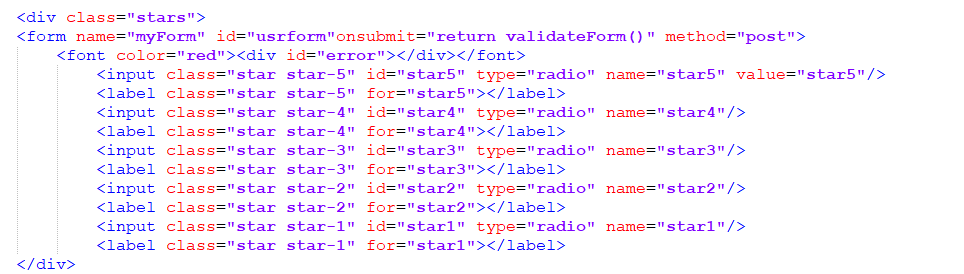 <div class="stars">
<form name="myForm" id="usrform"onsubmit="return validateForm()" method="post">
<font color="red"><div id="error"></div></font>
<input class="star star-5" id="star5" type="radio" name="star5" value="star5"/>
<label class="star star-5" for="star5"></label>
<input class="star star-4" id="star4" type="radio" name="star4"/>
<label class="star star-4" for="star4"></label>
<input class="star star-3" id="star3" type="radio" name="star3"/>
<label class="star star-3" for="star3"></label>
<input class="star star-2" id="star2" type="radio" name="star2"/>
<label class="star star-2" for="star2"></label>
<input class="star star-1" id="star1" type="radio" name="star1"/>
<label class="star star-1" for="star1"></label>
</div>